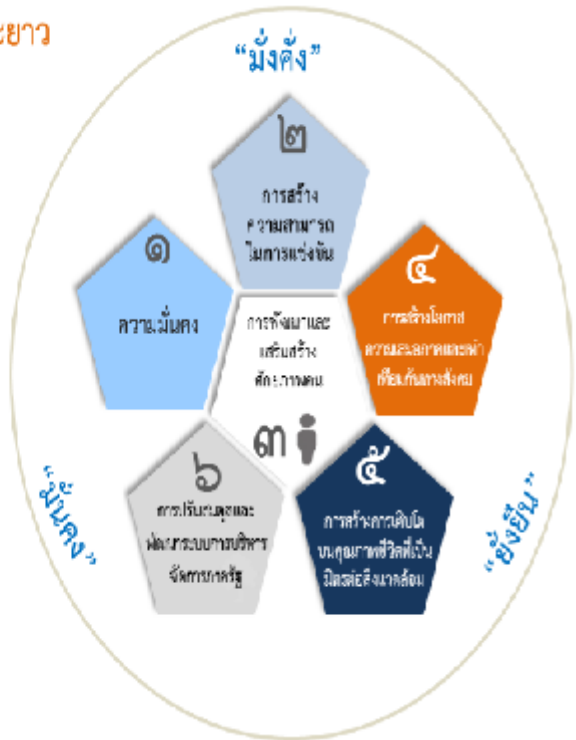 ะยาว
“มั่งคั่ง”
๒
การสร้าง
ความสามารถ
ในการแข่งขัน
๑
ความมั่นคง
๔
การสร้างโอกาส
ความเสมอภาคและเท่า
เทียมกันทางสังคม
การพัฒนาและ
เสริมสร้าง
ศักยภาพคน
๓
๖
การปรับสมดุลและ
พัฒนาระบบการบริหาร
จัดการภาครัฐ
๕
การสร้างการเติบโต
บนคุณภาพชีวิตที่เป็น
มิตรต่อสิ่งแวดล้อม
“มั่นคง”
“ยั่งยืน”